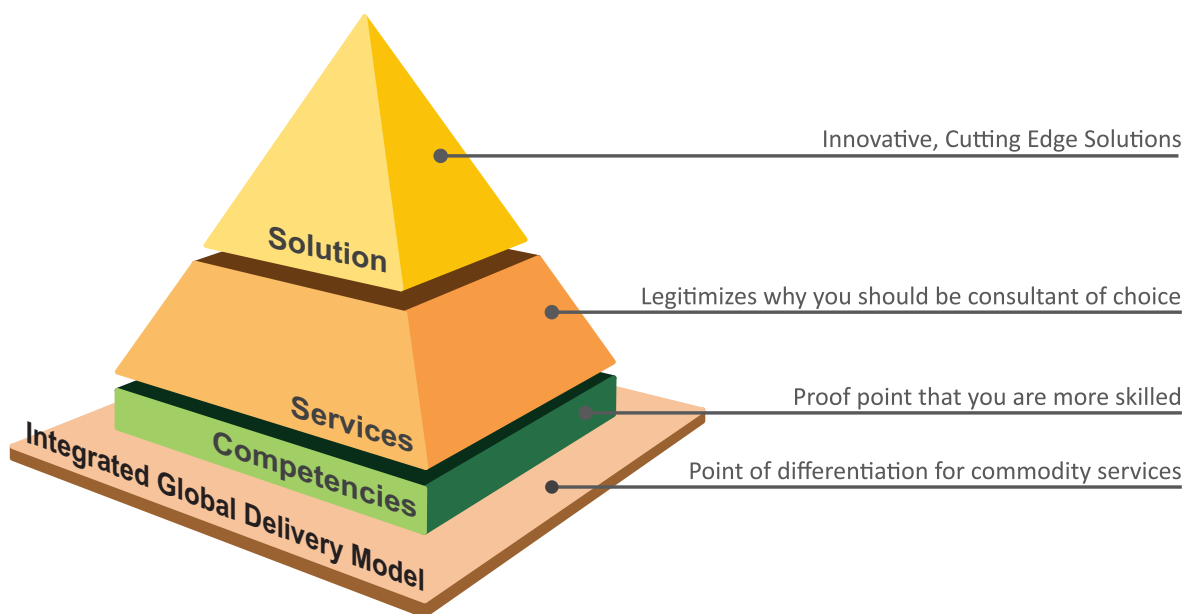 Innovative, Cutting Edge Solutions
Solution
Legitimizes why you should be consultant of choice
Services
Proof point that you are more skilled
Competencies
Point of differentiation for commodity services
Integrated Global Delivery Model